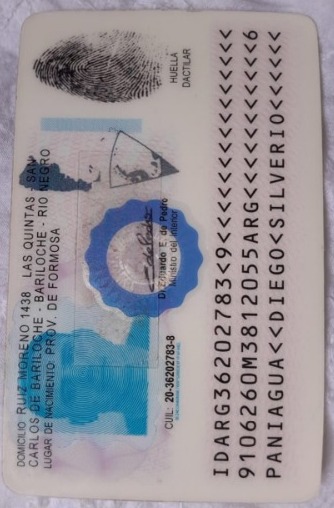 DOMICILIO RUIZ MORENO 1438 - LAS QUINTAS - SAN
CARLOS DE BARILOCHE - BARILOCHE - RIO NEGRO
LUGAR DE NACIMIENTO: PROV. DE FORMOSA
HUELLA
DACTILAR
Dr. Eduardo E. de Pedro
Ministro del Interior
CUIL: 20-36202783-8
IDARG36202783<9<<<<<<<<<<<<<<<
9106260M3812055ARG<<<<<<<<<<<6
PANIAGUA<<DIEGO<SILVERIO<<<<<<